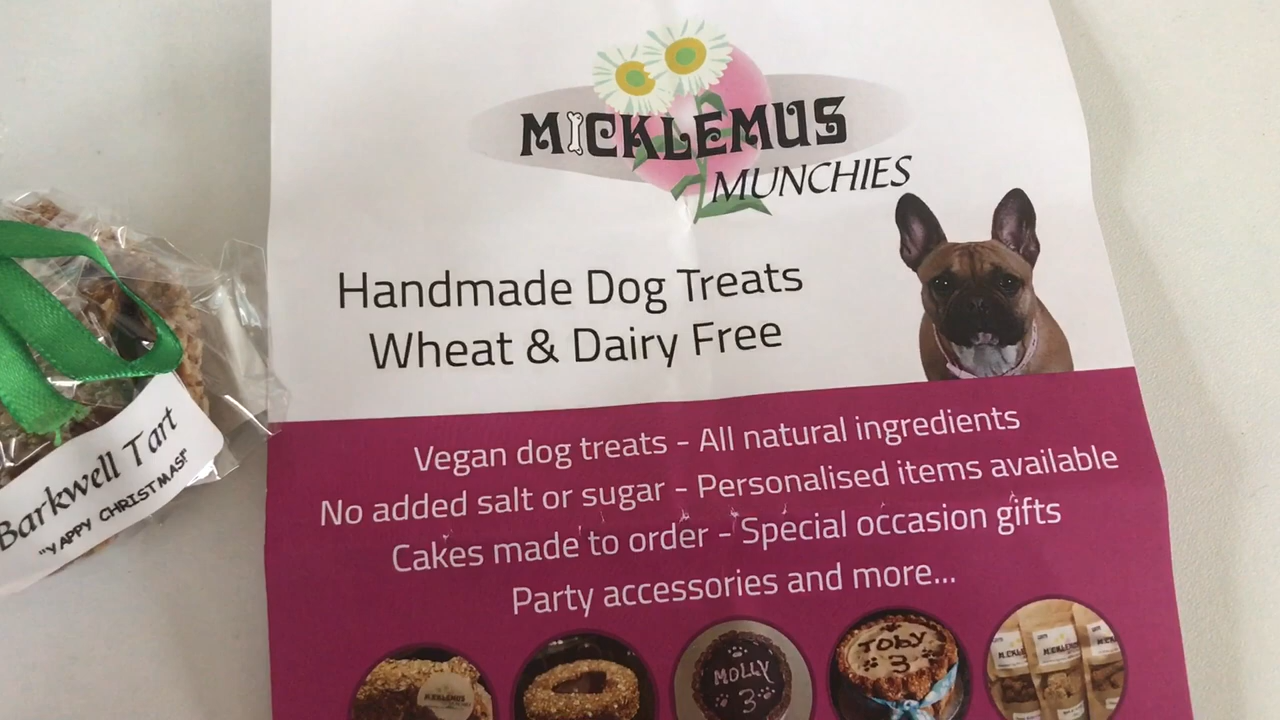 MICKLEMUS
MUNCHIES
Handmade Dog Treats
Wheat & Dairy Free
Vegan dog treats - All natural ingredients
No added salt or sugar - Personalised items available
Cakes made to order - Special occasion gifts
Party accessories and more...
Barkwell Tart
"YAPPY CHRISTMAS!"
MICKLEMUS
MOLLY
3
TOBY
3